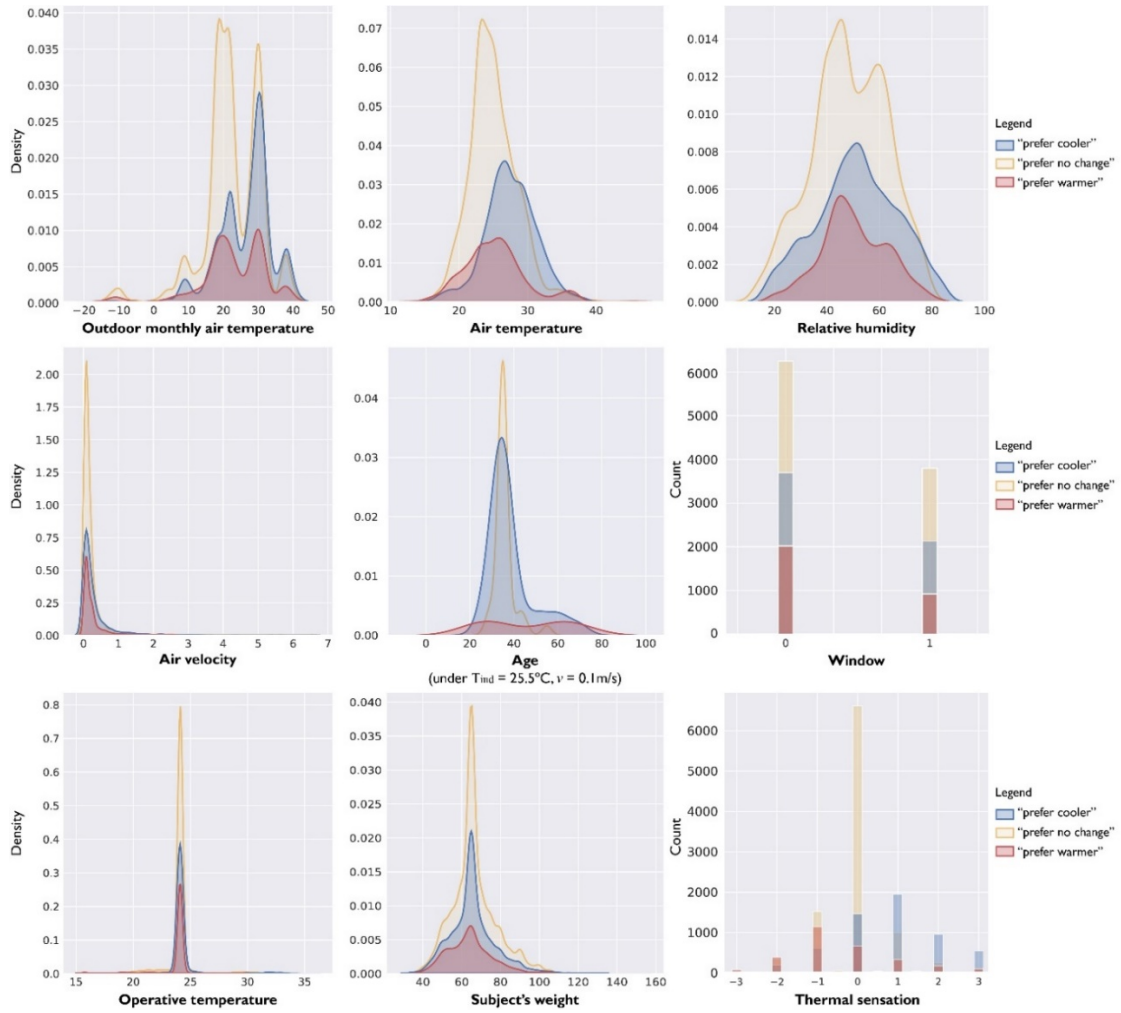 0.040
0.035
0.030
0.025
0.020
0.015
0.010
0.005
0.000
Density
−20 −10 0 10 20 30 40 50
Outdoor monthly air temperature
0.07
0.06
0.05
0.04
0.03
0.02
0.01
0.00
10 20 30 40
Air temperature
0.014
0.012
0.010
0.008
0.006
0.004
0.002
0.000
20 40 60 80 100
Relative humidity
Legend
“prefer cooler”
“prefer no change”
“prefer warmer”
2.00
1.75
1.50
1.25
1.00
0.75
0.50
0.25
0.00
Density
0 1 2 3 4 5 6 7
Air velocity
0.04
0.03
0.02
0.01
0.00
0 20 40 60 80 100
Age
(under Tind = 25.5°C, v = 0.1m/s)
6000
5000
4000
3000
2000
1000
0
Count
0 1
Window
Legend
“prefer cooler”
“prefer no change”
“prefer warmer”
0.8
0.7
0.6
0.5
0.4
0.3
0.2
0.1
0.0
Density
15 20 25 30 35
Operative temperature
0.040
0.035
0.030
0.025
0.020
0.015
0.010
0.005
0.000
40 60 80 100 120 140 160
Subject's weight
6000
5000
4000
3000
2000
1000
0
Count
−3 −2 −1 0 1 2 3
Thermal sensation
Legend
“prefer cooler”
“prefer no change”
“prefer warmer”